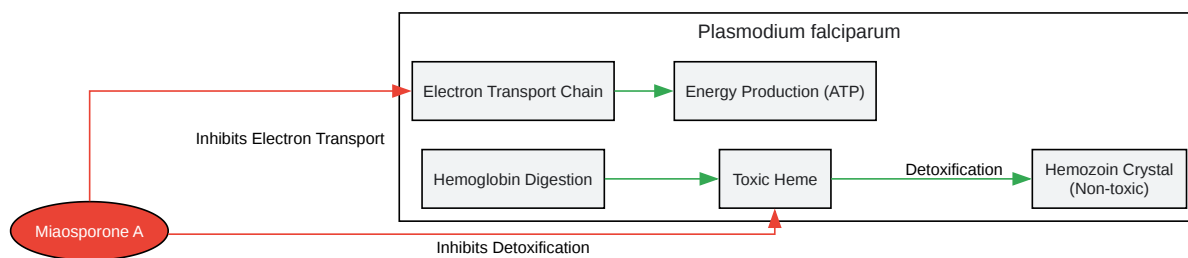 Plasmodium falciparum
Electron Transport Chain
Energy Production (ATP)
Inhibits Electron Transport
Hemoglobin Digestion
Toxic Heme
Detoxification
Hemozoin Crystal
(Non-toxic)
Miaosporone A
Inhibits Detoxification